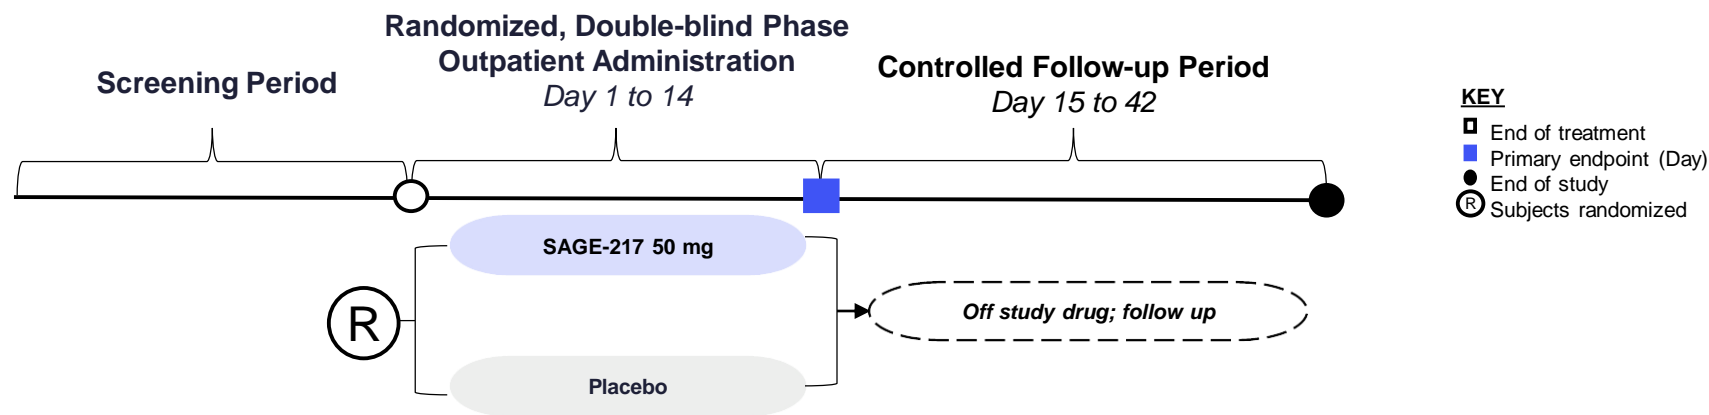 Screening Period
Randomized, Double-blind Phase
Outpatient Administration
Day 1 to 14
Controlled Follow-up Period
Day 15 to 42
SAGE-217 50 mg
R
Off study drug; follow up
Placebo
KEY
End of treatment
Primary endpoint (Day)
End of study
R Subjects randomized